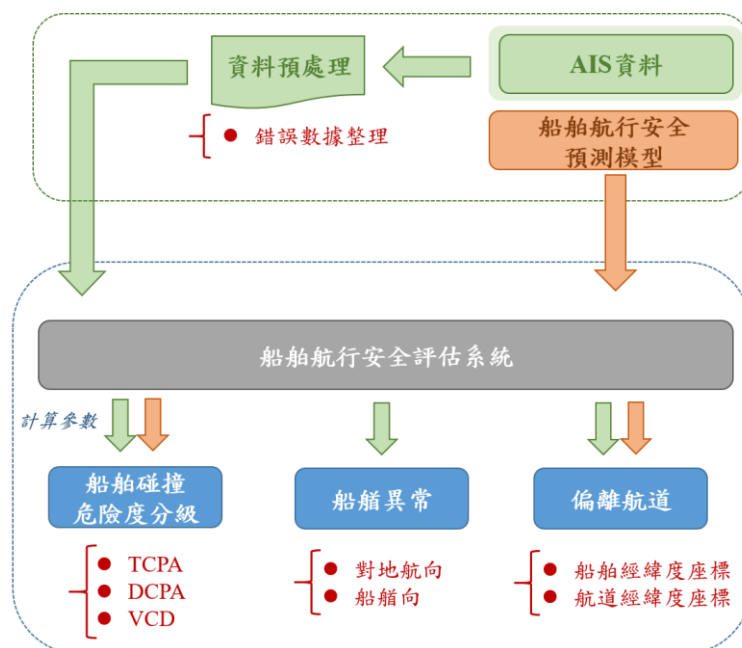 資料預處理
AIS資料
錯誤數據整理
船舶航行安全
預測模型
船舶航行安全評估系統
計算參數
船舶碰撞
危險度分級
船艏異常
偏離航道
TCPA
DCPA
VCD
對地航向
船艏向
船舶經緯度座標
航道經緯度座標